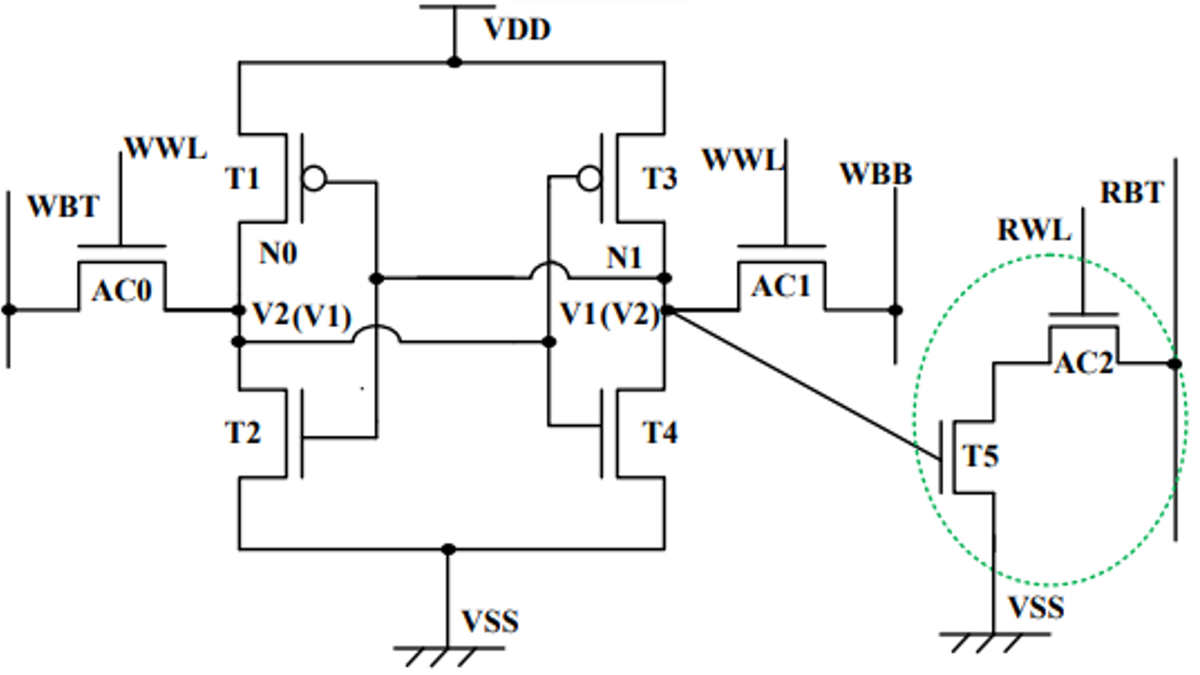 VDD
WWL
WBT
T1
T3
WWL
WBB
RBT
RWL
N0
N1
AC0
AC1
V2(V1)
V1(V2)
AC2
T2
T4
T5
VSS
VSS